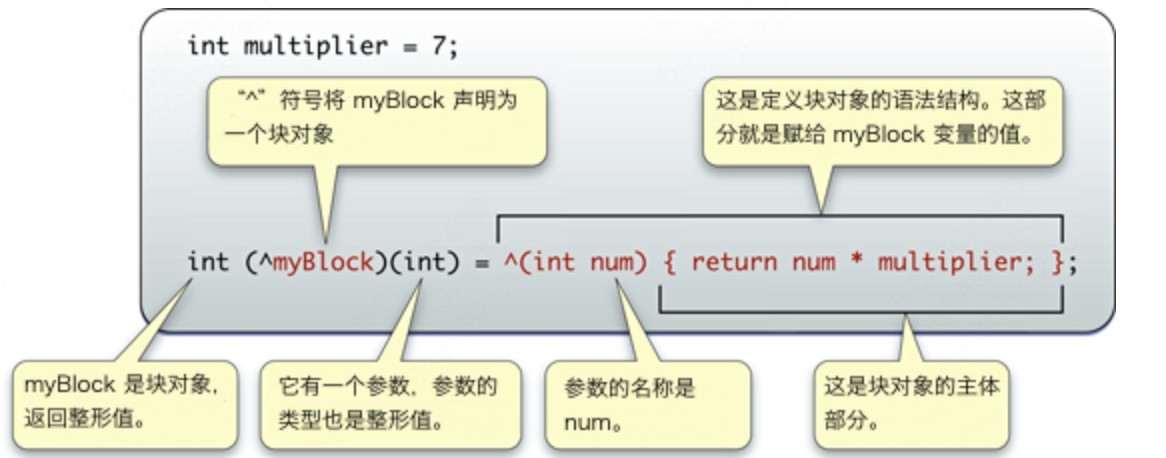 int multiplier = 7;
“^”符号将 myBlock 声明为
一个块对象
这是定义块对象的语法结构。这部
分就是赋给 myBlock 变量的值。
int (^myBlock)(int) = ^(int num) { return num * multiplier; };
myBlock 是块对象,
返回整形值。
它有一个参数，参数的
类型也是整形值。
参数的名称是
num。
这是块对象的主体
部分。